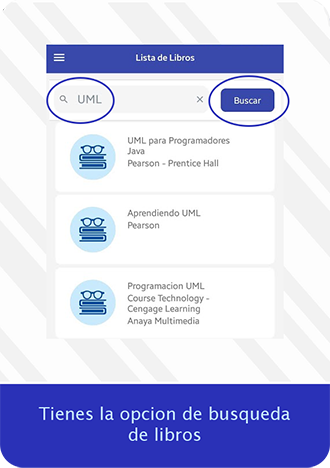 Lista de Libros
UML
Buscar
UML para Programadores
Java
Pearson - Prentice Hall
Aprendiendo UML
Pearson
Programacion UML
Course Technology -
Cengage Learning
Anaya Multimedia
Tienes la opcion de busqueda
de libros